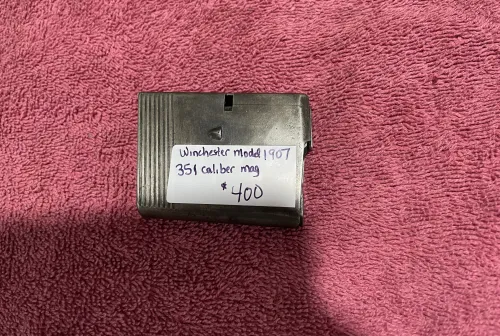 Winchester Model 1907
351 caliber mag
$400